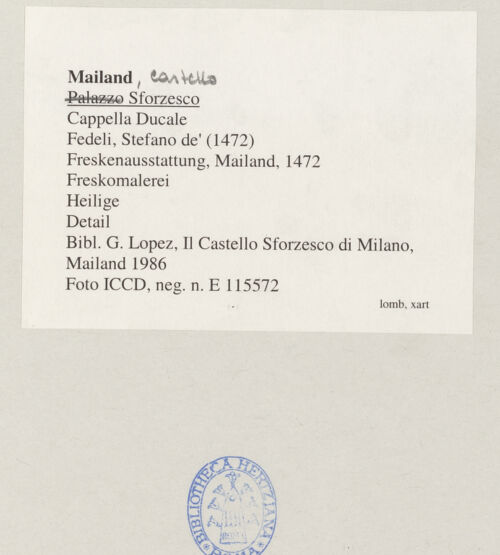 Mailand, Castello
Palazzo Sforzesco
Cappella Ducale
Fedeli, Stefano de' (1472)
Freskenausstattung, Mailand, 1472
Freskomalerei
Heilige
Detail
Bibl. G. Lopez, Il Castello Sforzesco di Milano,
Mailand 1986
Foto ICCD, neg. n. E 115572
lomb, xart
BIBLIOTHECA HERTZIANA
ROMA